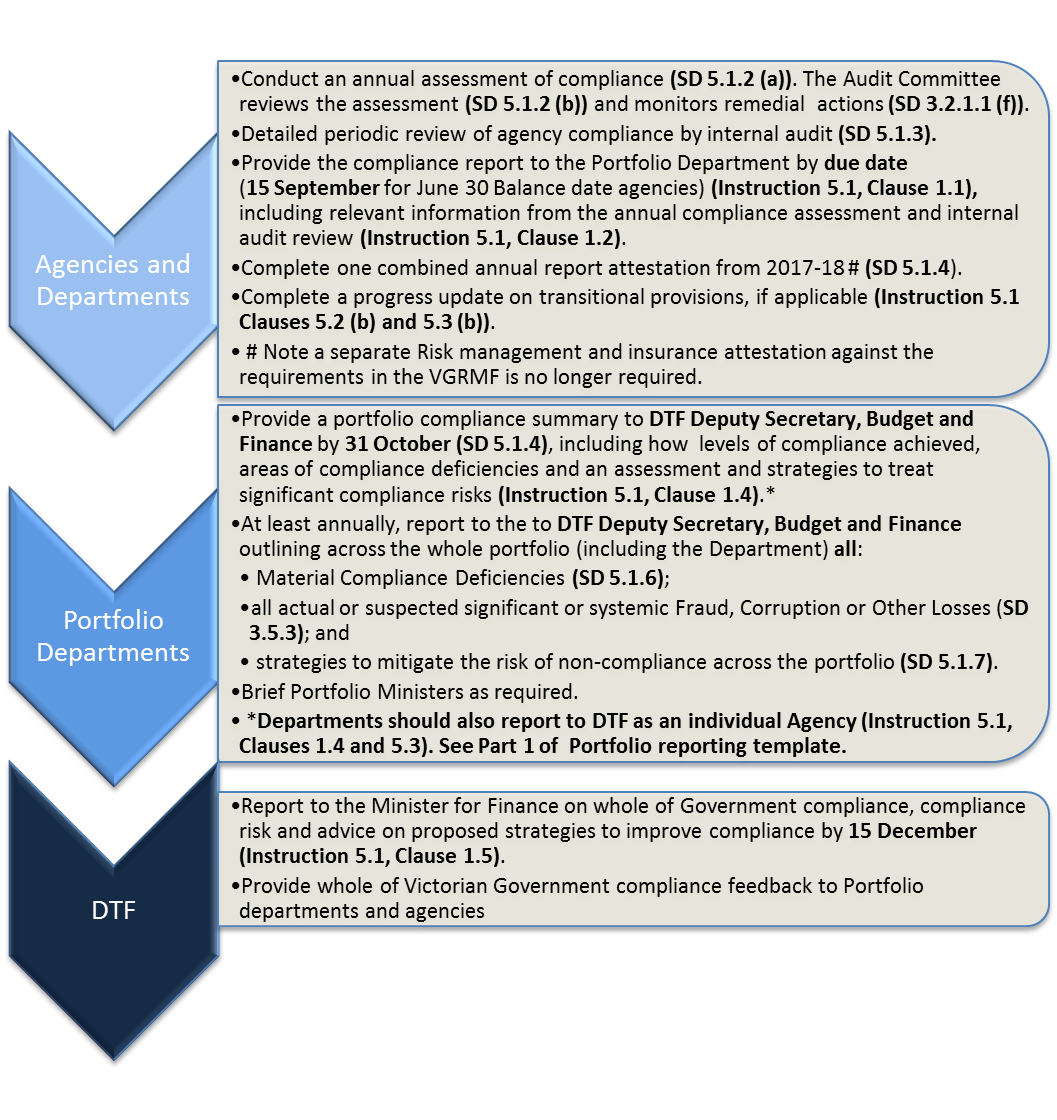 Agencies and
Departments
•Conduct an annual assessment of compliance (SD 5.1.2 (a)). The Audit Committee
reviews the assessment (SD 5.1.2 (b)) and monitors remedial actions (SD 3.2.1.1 (f)).
•Detailed periodic review of agency compliance by internal audit (SD 5.1.3).
•Provide the compliance report to the Portfolio Department by due date
(15 September for June 30 Balance date agencies) (Instruction 5.1, Clause 1.1),
including relevant information from the annual compliance assessment and internal
audit review (Instruction 5.1, Clause 1.2).
•Complete one combined annual report attestation from 2017-18 # (SD 5.1.4).
•Complete a progress update on transitional provisions, if applicable (Instruction 5.1
Clauses 5.2 (b) and 5.3 (b)).
• # Note a separate Risk management and insurance attestation against the
requirements in the VGRMF is no longer required.
Portfolio
Departments
•Provide a portfolio compliance summary to DTF Deputy Secretary, Budget and
Finance by 31 October (SD 5.1.4), including how levels of compliance achieved,
areas of compliance deficiencies and an assessment and strategies to treat
significant compliance risks (Instruction 5.1, Clause 1.4).*
•At least annually, report to the to DTF Deputy Secretary, Budget and Finance
outlining across the whole portfolio (including the Department) all:
• Material Compliance Deficiencies (SD 5.1.6);
•all actual or suspected significant or systemic Fraud, Corruption or Other Losses (SD
3.5.3); and
• strategies to mitigate the risk of non-compliance across the portfolio (SD 5.1.7).
•Brief Portfolio Ministers as required.
• *Departments should also report to DTF as an individual Agency (Instruction 5.1,
Clauses 1.4 and 5.3). See Part 1 of Portfolio reporting template.
DTF
•Report to the Minister for Finance on whole of Government compliance, compliance
risk and advice on proposed strategies to improve compliance by 15 December
(Instruction 5.1, Clause 1.5).
•Provide whole of Victorian Government compliance feedback to Portfolio
departments and agencies